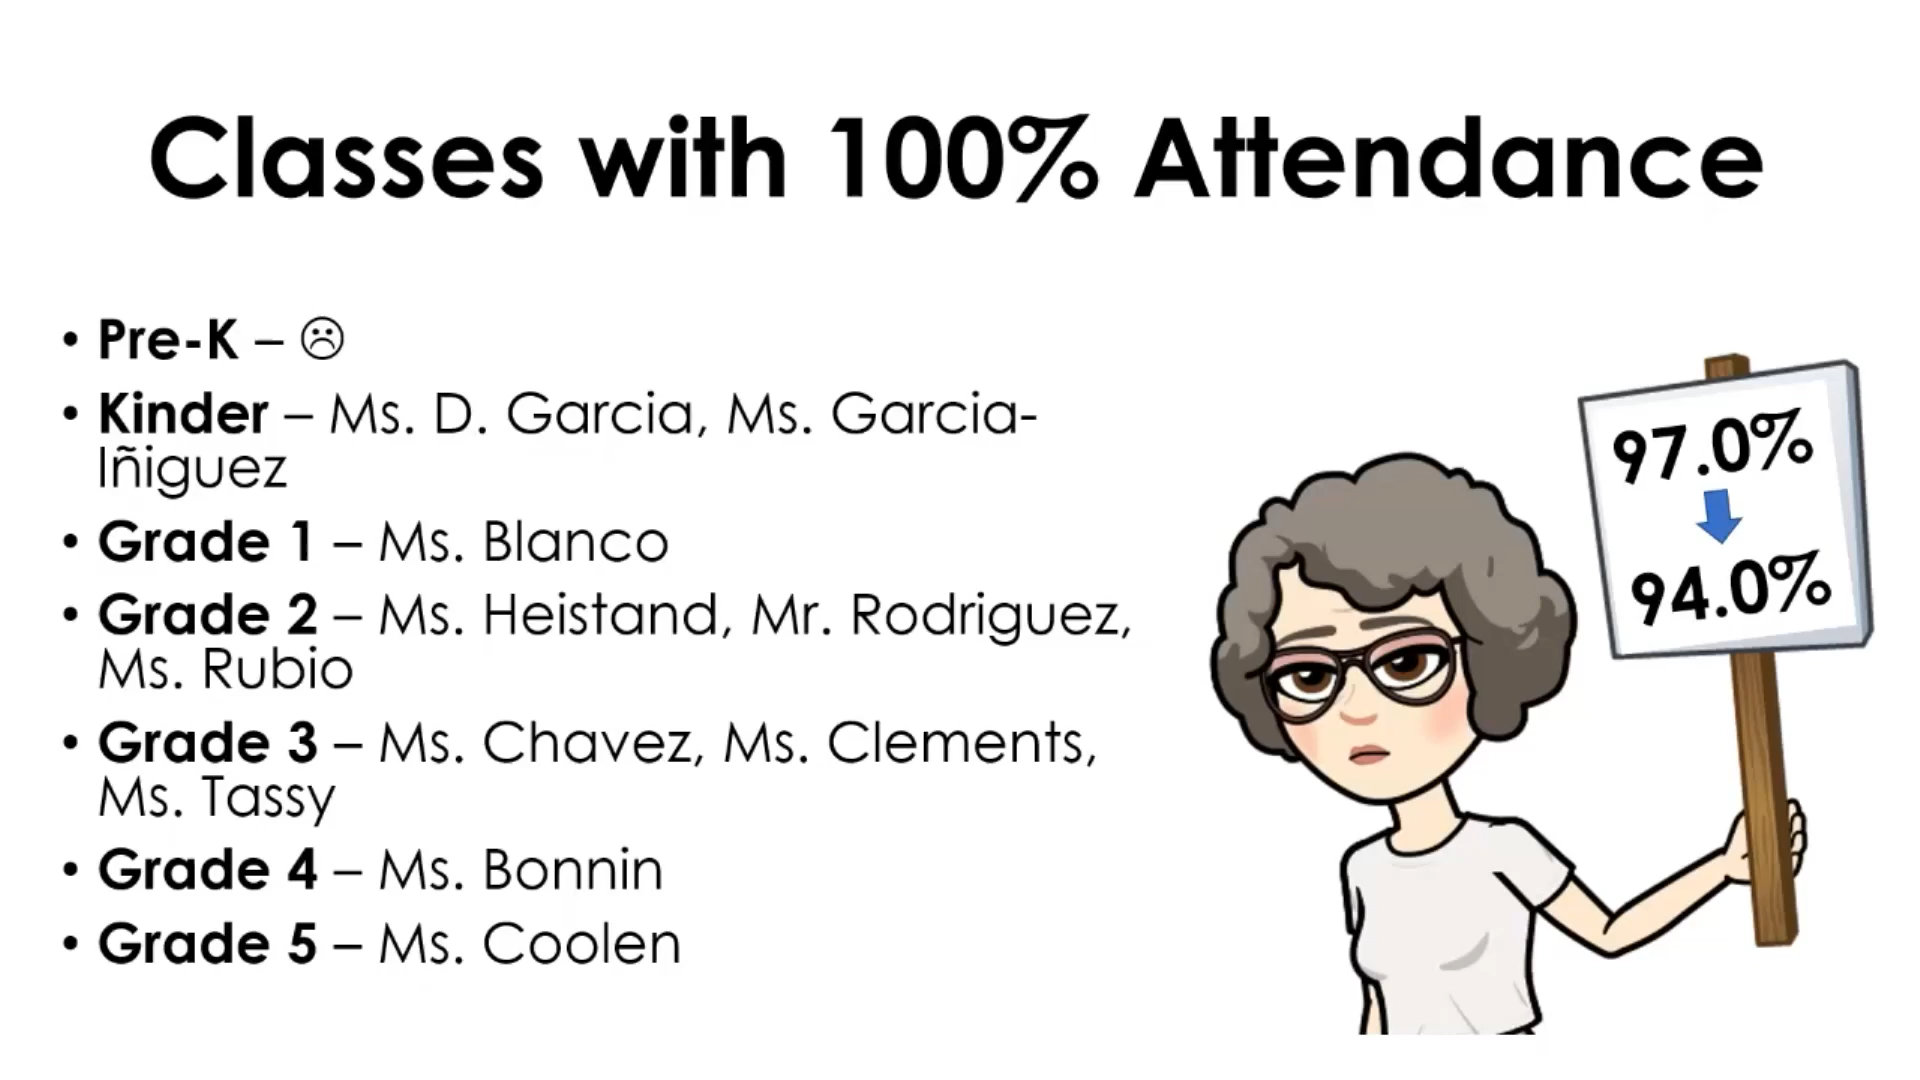 Classes with 100% Attendance
• Pre-K – ☹
• Kinder – Ms. D. Garcia, Ms. Garcia-
Iñiguez
• Grade 1 – Ms. Blanco
• Grade 2 – Ms. Heistand, Mr. Rodriguez,
Ms. Rubio
• Grade 3 – Ms. Chavez, Ms. Clements,
Ms. Tassy
• Grade 4 – Ms. Bonnin
• Grade 5 – Ms. Coolen
97.0%
94.0%